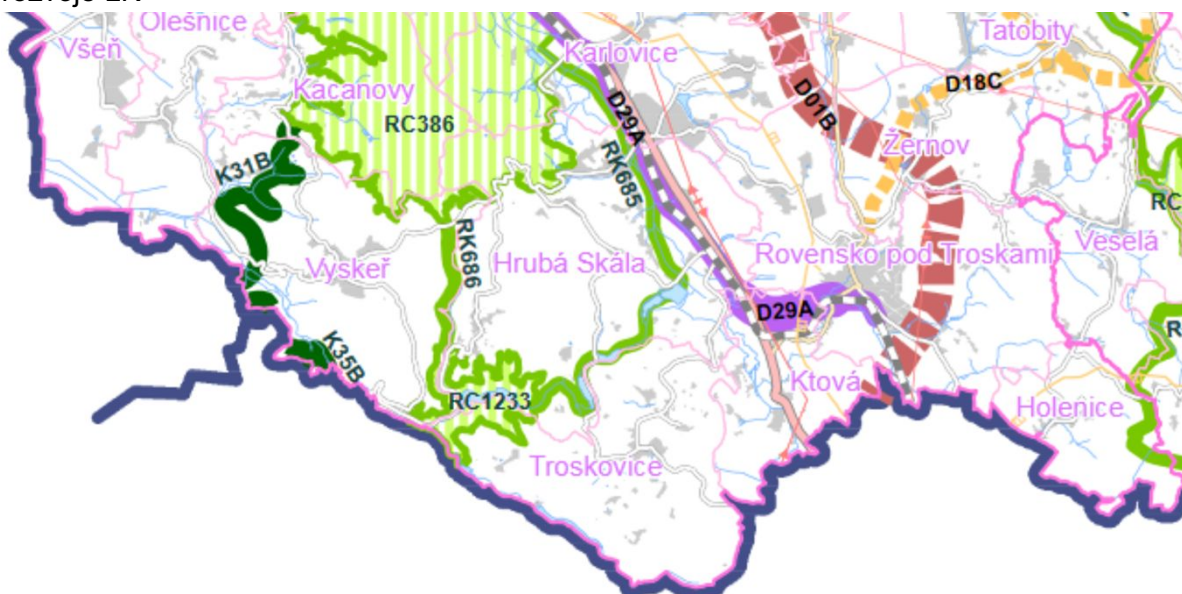 Olešnice
Všeň
Karlovice
Tatobity
Kacanovy
D18C
RC386
D29A
D01B
Žernov
K31B
RK685
RC
RK686
Vyskeř
Hrubá Skála
Rovensko pod Troskami
Veselá
D29A
R
K35B
Ktová
RC1233
Holenice
Troskovice